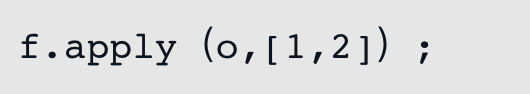 f.apply (o,[1,2]) ;